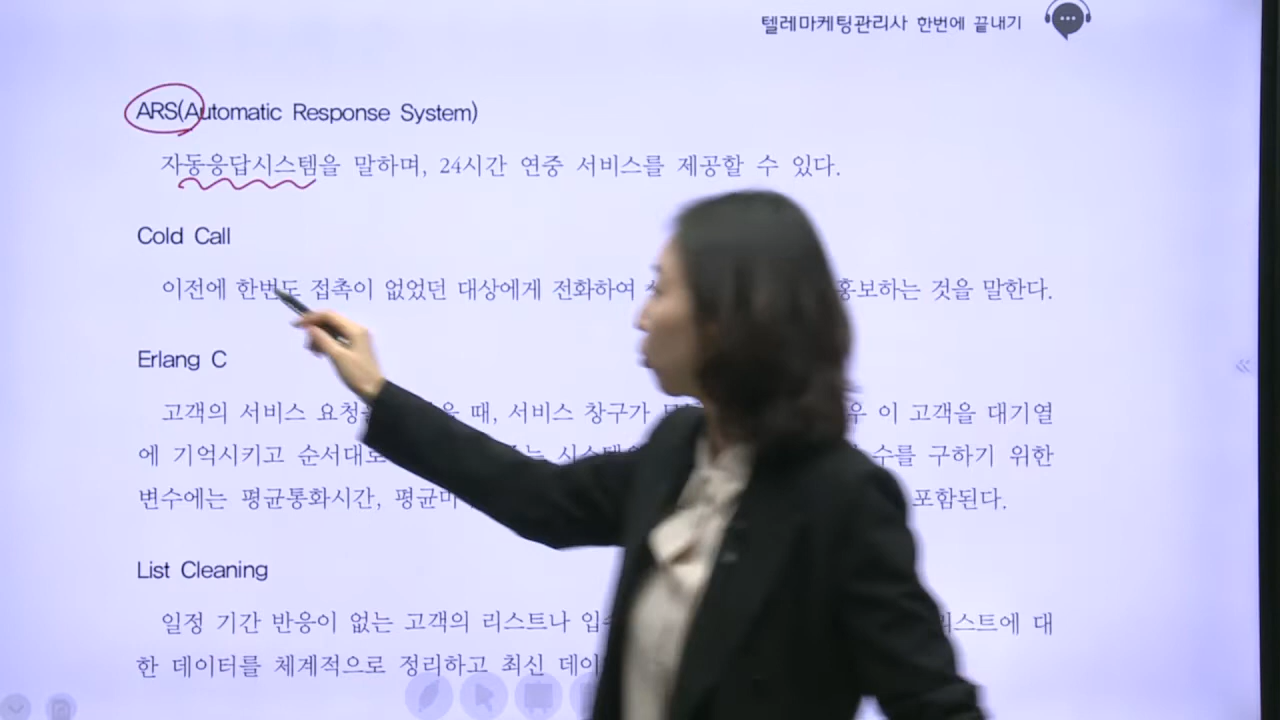 텔레마케팅관리사 한번에 끝내기
ARS(Automatic Response System)
자동응답시스템을 말하며, 24시간 연중 서비스를 제공할 수 있다.
Cold Call
이전에 한번도 접촉이 없었던 대상에게 전화하여 홍보하는 것을 말한다.
Erlang C
고객의 서비스 요청을 때, 서비스 창구가 이 고객을 대기열
에 기억시키고 순서대로 수를 구하기 위한
변수에는 평균통화시간, 포함된다.
List Cleaning
일정 기간 반응이 없는 고객의 리스트나 리스트에 대
한 데이터를 체계적으로 정리하고 최신